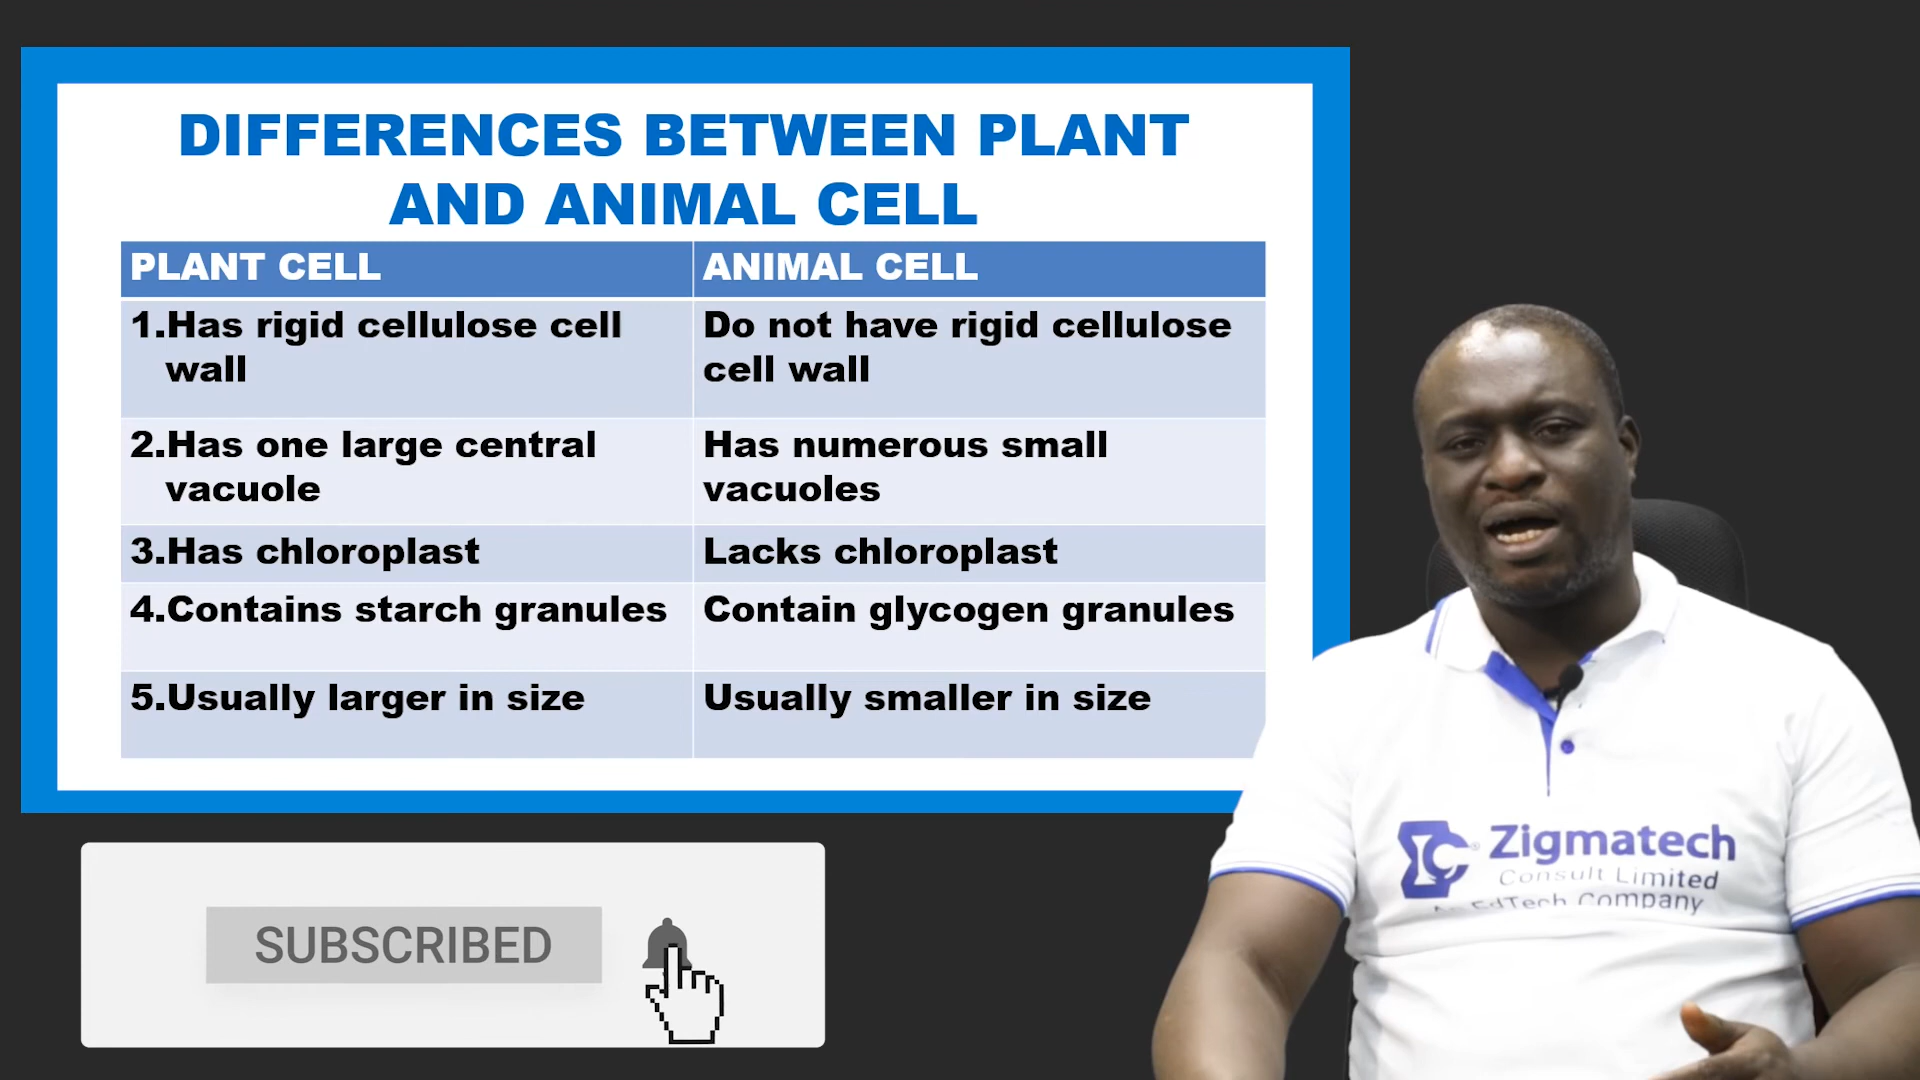 DIFFERENCES BETWEEN PLANT
AND ANIMAL CELL
PLANT CELL
ANIMAL CELL
1.Has rigid cellulose cell
wall
Do not have rigid cellulose
cell wall
2.Has one large central
vacuole
Has numerous small
vacuoles
3.Has chloroplast
Lacks chloroplast
4.Contains starch granules
Contain glycogen granules
5.Usually larger in size
Usually smaller in size
SUBSCRIBED
Zigmatech
Consult Limited
EdTech Company